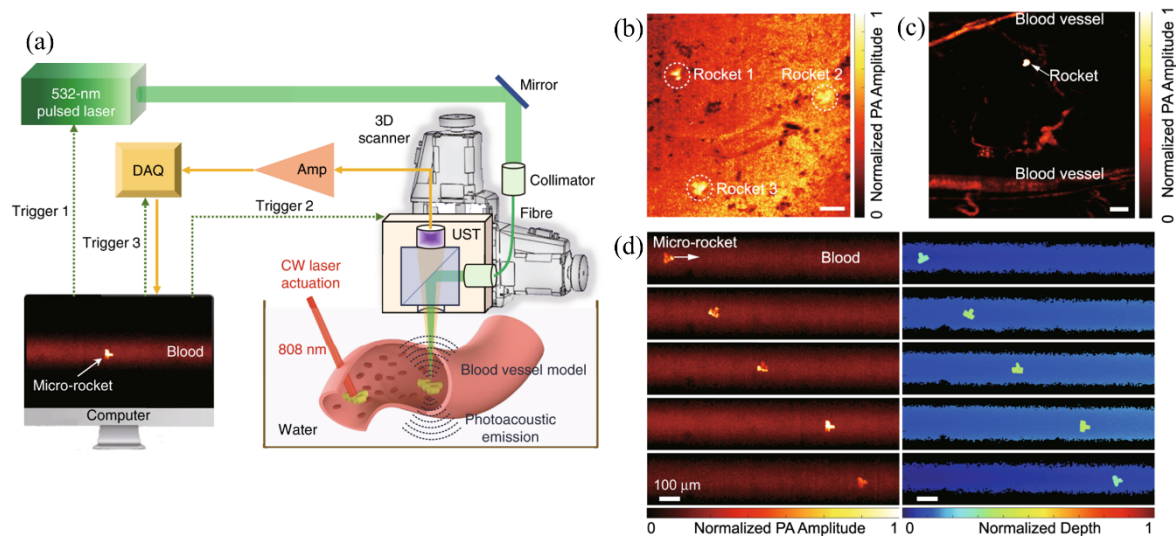 (a)
532-nm
pulsed laser
Mirror
3D
scanner
DAQ
Amp
Collimator
Trigger 1
Trigger 2
Fibre
Trigger 3
UST
CW laser
actuation
808 nm
Blood
Micro-rocket
Blood vessel model
Photoacoustic
emission
Water
Computer
(b)
Rocket 1
Rocket 2
Rocket 3
0 Normalized PA Amplitude 1
(c)
Blood vessel
Rocket
Blood vessel
0 Normalized PA Amplitude 1
(d)
Micro-rocket
Blood
100 μm
0 Normalized PA Amplitude 1
0 Normalized Depth 1